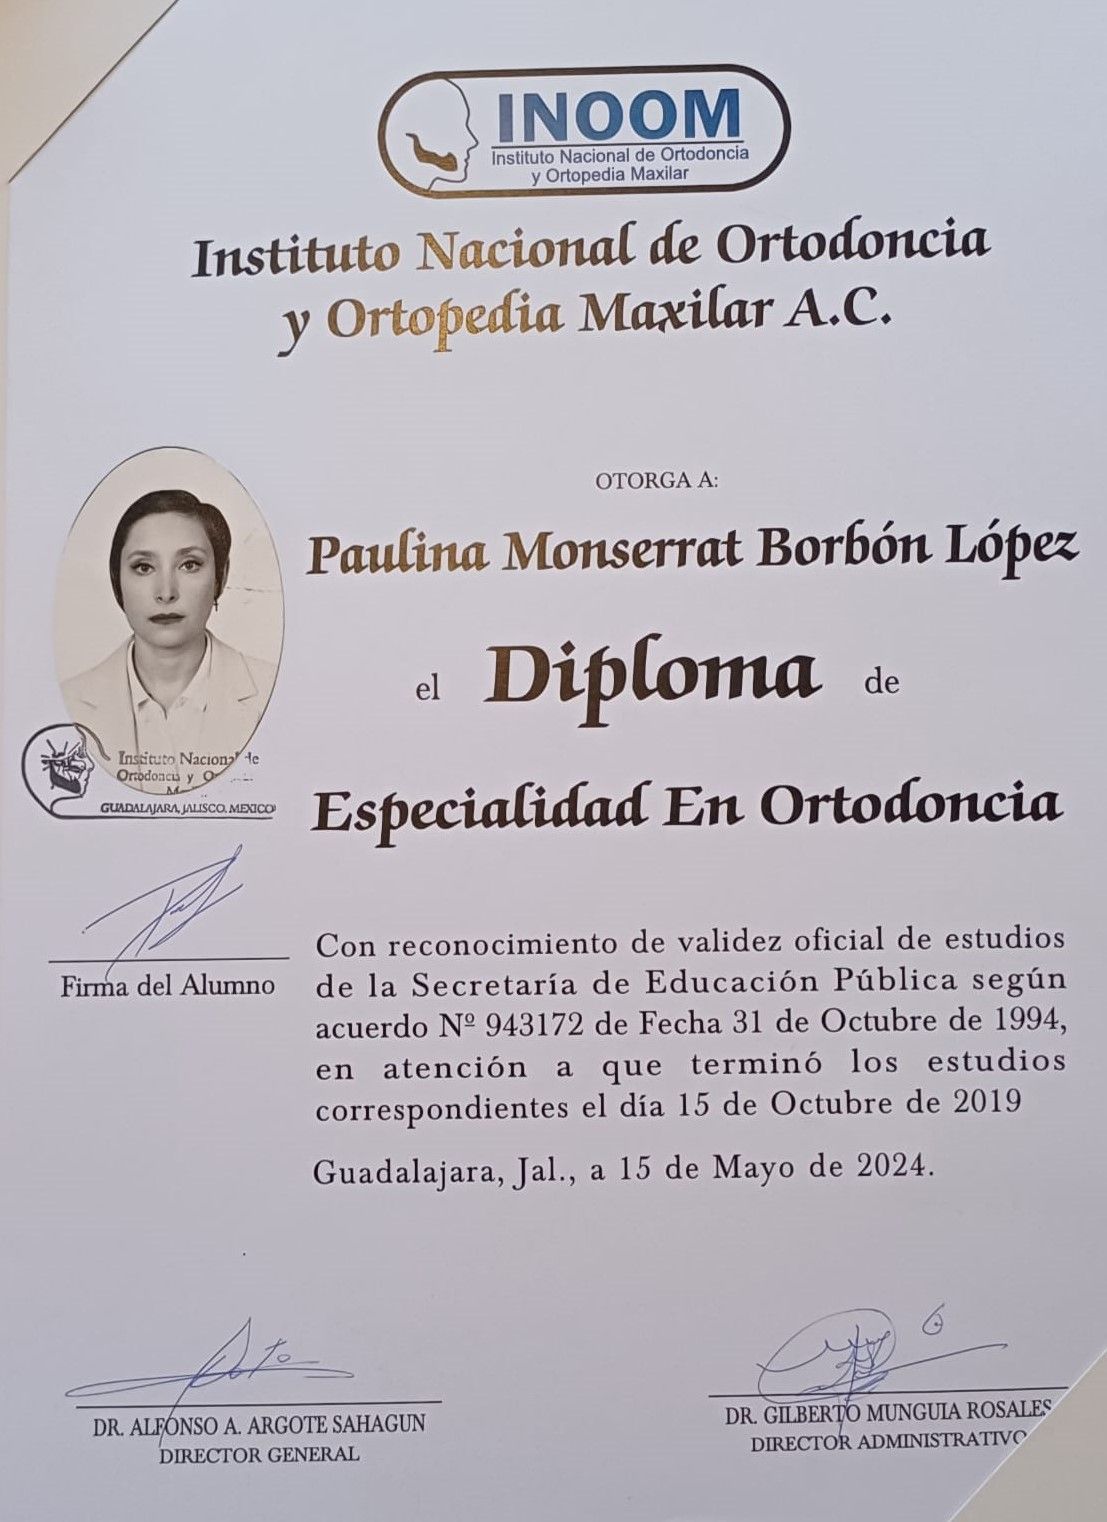 INOOM
Instituto Nacional de Ortodoncia
y Ortopedia Maxilar
Instituto Nacional de Ortodoncia
y Ortopedia Maxilar A.C.
OTORGA A:
Paulina Monserrat Borbón López
el Diploma de
Especialidad En Ortodoncia
Instituto Nacional de
Ortodoncia y
GUADALAJARA, JALISCO. MEXICO
Firma del Alumno
Con reconocimiento de validez oficial de estudios
de la Secretaría de Educación Pública según
acuerdo Nº 943172 de Fecha 31 de Octubre de 1994,
en atención a que terminó los estudios
correspondientes el día 15 de Octubre de 2019
Guadalajara, Jal., a 15 de Mayo de 2024.
DR. ALFONSO A. ARGOTE SAHAGUN
DIRECTOR GENERAL
DR. GILBERTO MUNGUIA ROSALES
DIRECTOR ADMINISTRATIVO